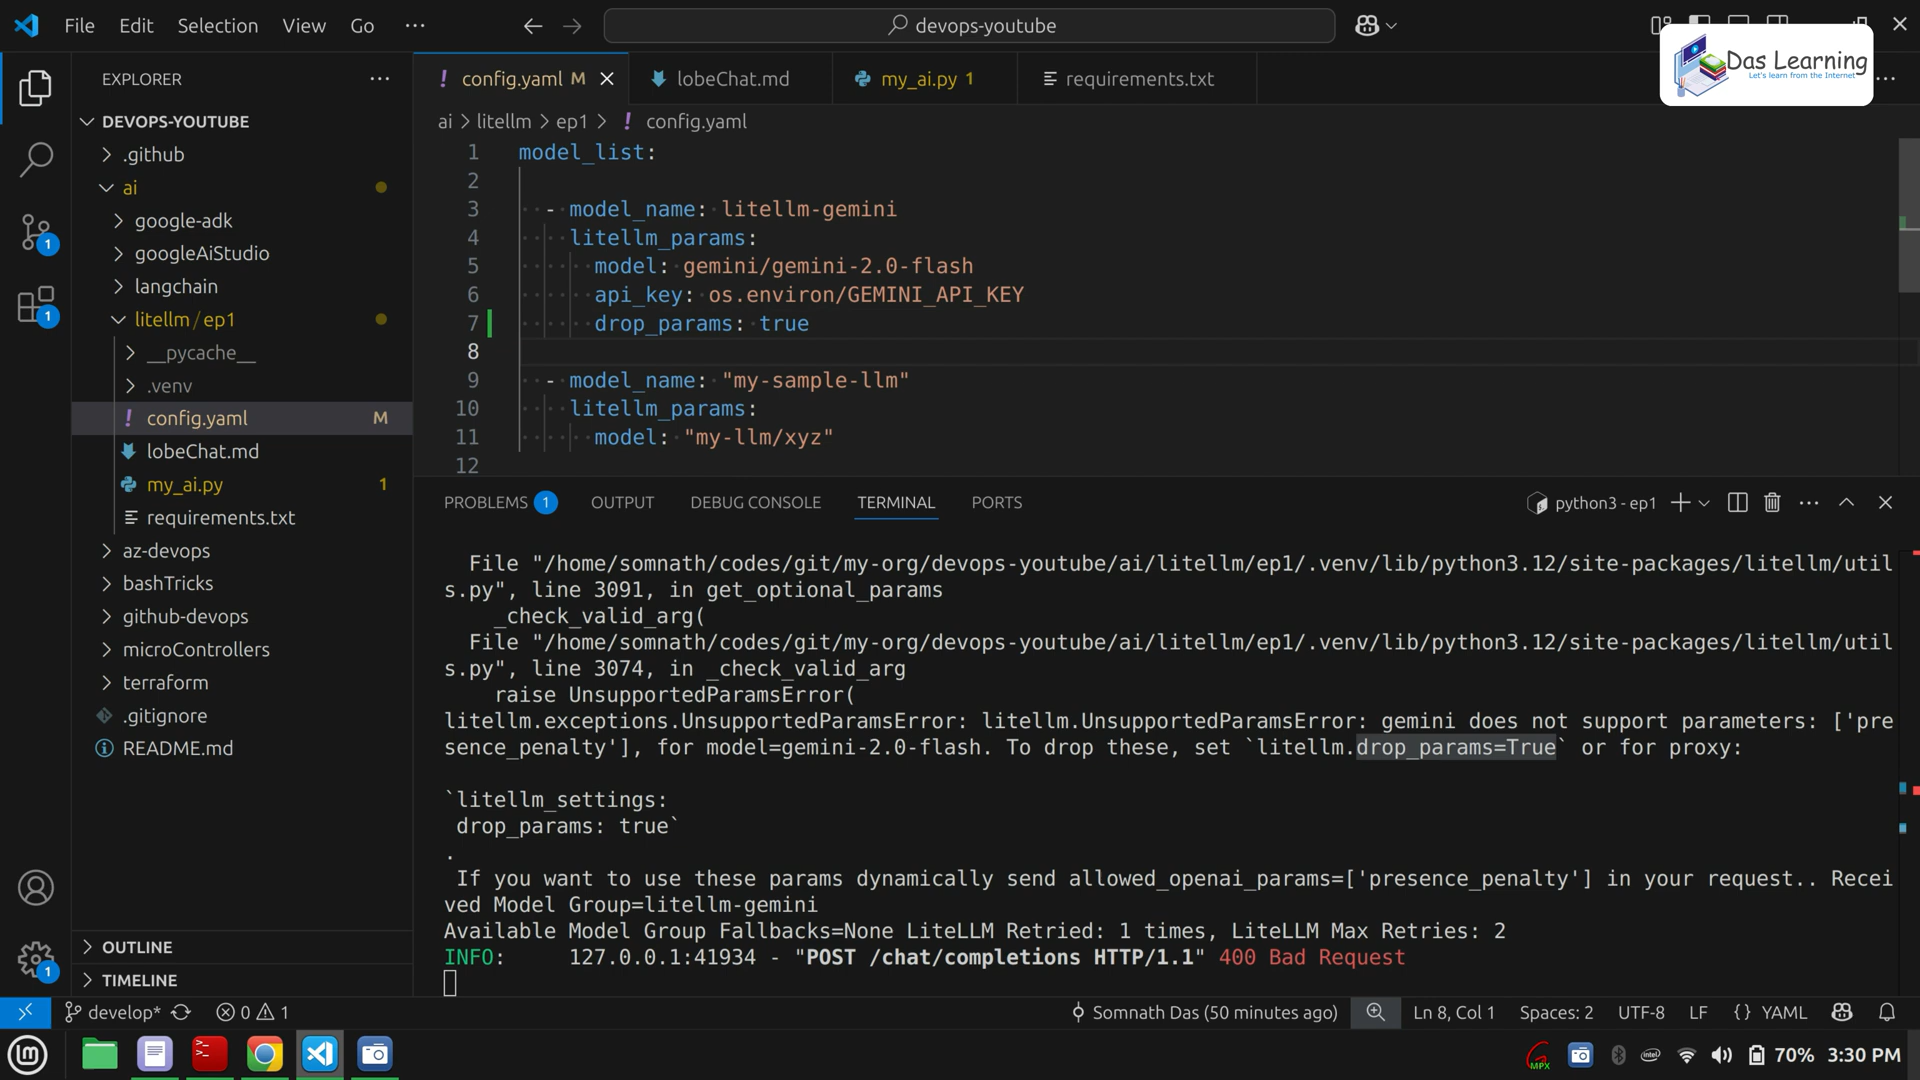 File Edit Selection View Go ···
devops-youtube
Das Learning
Let's learn from the Internet
EXPLORER
DEVOPS-YOUTUBE
.github
ai
google-adk
googleAiStudio
langchain
litellm / ep1
__pycache__
.venv
! config.yaml M
lobeChat.md
my_ai.py 1
requirements.txt
az-devops
bashTricks
github-devops
microControllers
terraform
.gitignore
README.md
OUTLINE
TIMELINE
1
1
1
! config.yaml M lobeChat.md my_ai.py 1 requirements.txt
ai > litellm > ep1 > ! config.yaml
1 model_list:
2
3 - model_name: litellm-gemini
4 litellm_params:
5 model: gemini/gemini-2.0-flash
6 api_key: os.environ/GEMINI_API_KEY
7 drop_params: true
8
9 - model_name: "my-sample-llm"
10 litellm_params:
11 model: "my-llm/xyz"
12
PROBLEMS 1 OUTPUT DEBUG CONSOLE TERMINAL PORTS python3 - ep1
File "/home/somnath/codes/git/my-org/devops-youtube/ai/litellm/ep1/.venv/lib/python3.12/site-packages/litellm/util
s.py", line 3091, in get_optional_params
_check_valid_arg(
File "/home/somnath/codes/git/my-org/devops-youtube/ai/litellm/ep1/.venv/lib/python3.12/site-packages/litellm/util
s.py", line 3074, in _check_valid_arg
raise UnsupportedParamsError(
litellm.exceptions.UnsupportedParamsError: litellm.UnsupportedParamsError: gemini does not support parameters: ['pre
sence_penalty'], for model=gemini-2.0-flash. To drop these, set `litellm.drop_params=True` or for proxy:
`litellm_settings:
drop_params: true`
.
If you want to use these params dynamically send allowed_openai_params=['presence_penalty'] in your request.. Recei
ved Model Group=litellm-gemini
Available Model Group Fallbacks=None LiteLLM Retried: 1 times, LiteLLM Max Retries: 2
INFO: 127.0.0.1:41934 - "POST /chat/completions HTTP/1.1" 400 Bad Request
develop* 0 1 Somnath Das (50 minutes ago) Ln 8, Col 1 Spaces: 2 UTF-8 LF {} YAML
MPX intel 70% 3:30 PM